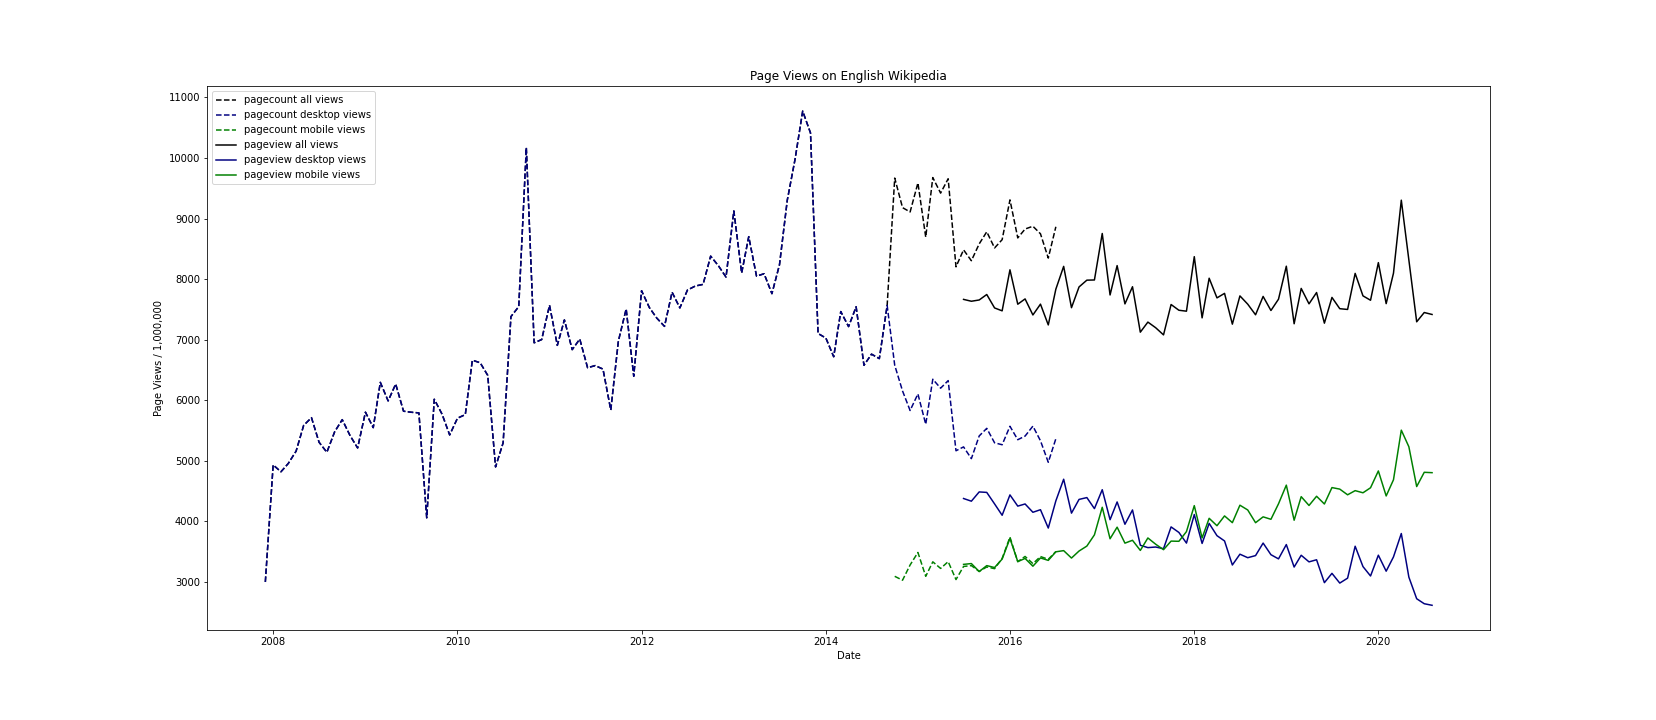 Page Views on English Wikipedia
11000
10000
9000
8000
7000
6000
5000
4000
3000
Page Views / 1,000,000
pagecount all views
pagecount desktop views
pagecount mobile views
pageview all views
pageview desktop views
pageview mobile views
2008 2010 2012 2014 2016 2018 2020
Date